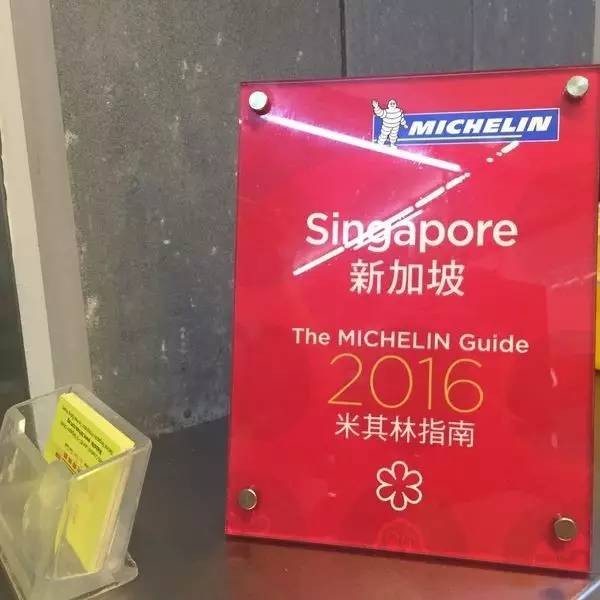 MICHELIN
Singapore
新加坡
The MICHELIN Guide
2016
米其林指南